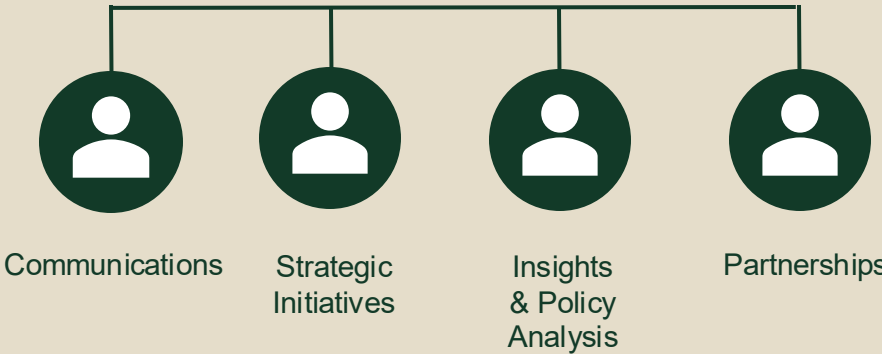 Communications
Strategic
Initiatives
Insights
& Policy
Analysis
Partnerships